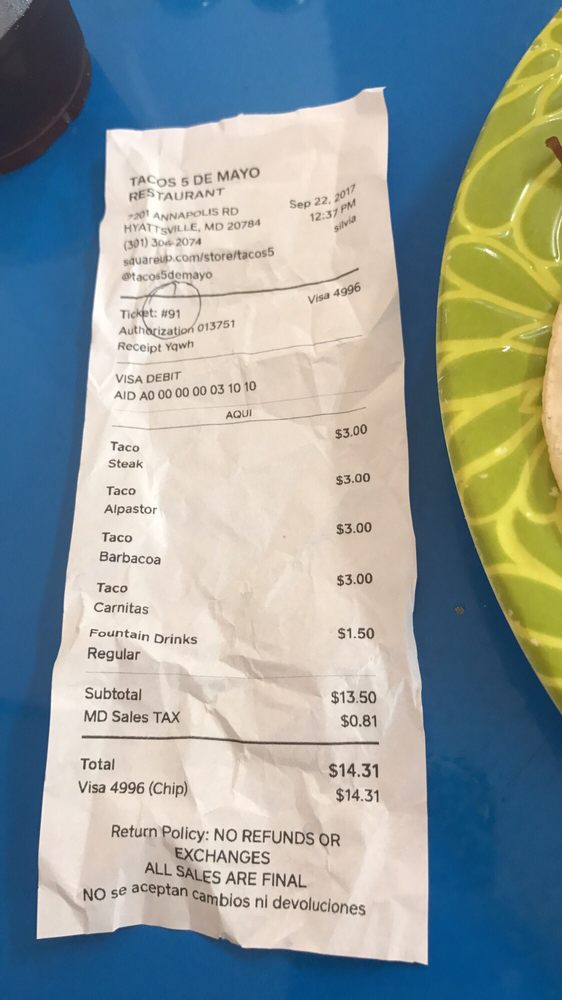 TACOS 5 DE MAYO
RESTAURANT
7201 ANNAPOLIS RD
HYATTSVILLE, MD 20784
(301) 306-2074
squareup.com/store/tacos5
@tacos5demayo
Sep 22, 2017
12:37 PM
silvia
Ticket: #91
Visa 4996
Authorization 013751
Receipt Yqwh
VISA DEBIT
AID A0 00 00 00 03 10 10
AQUI
Taco $3.00
Steak
Taco $3.00
Alpastor
Taco $3.00
Barbacoa
Taco $3.00
Carnitas
Fountain Drinks $1.50
Regular
Subtotal $13.50
MD Sales TAX $0.81
Total $14.31
Visa 4996 (Chip) $14.31
Return Policy: NO REFUNDS OR
EXCHANGES
ALL SALES ARE FINAL
NO se aceptan cambios ni devoluciones